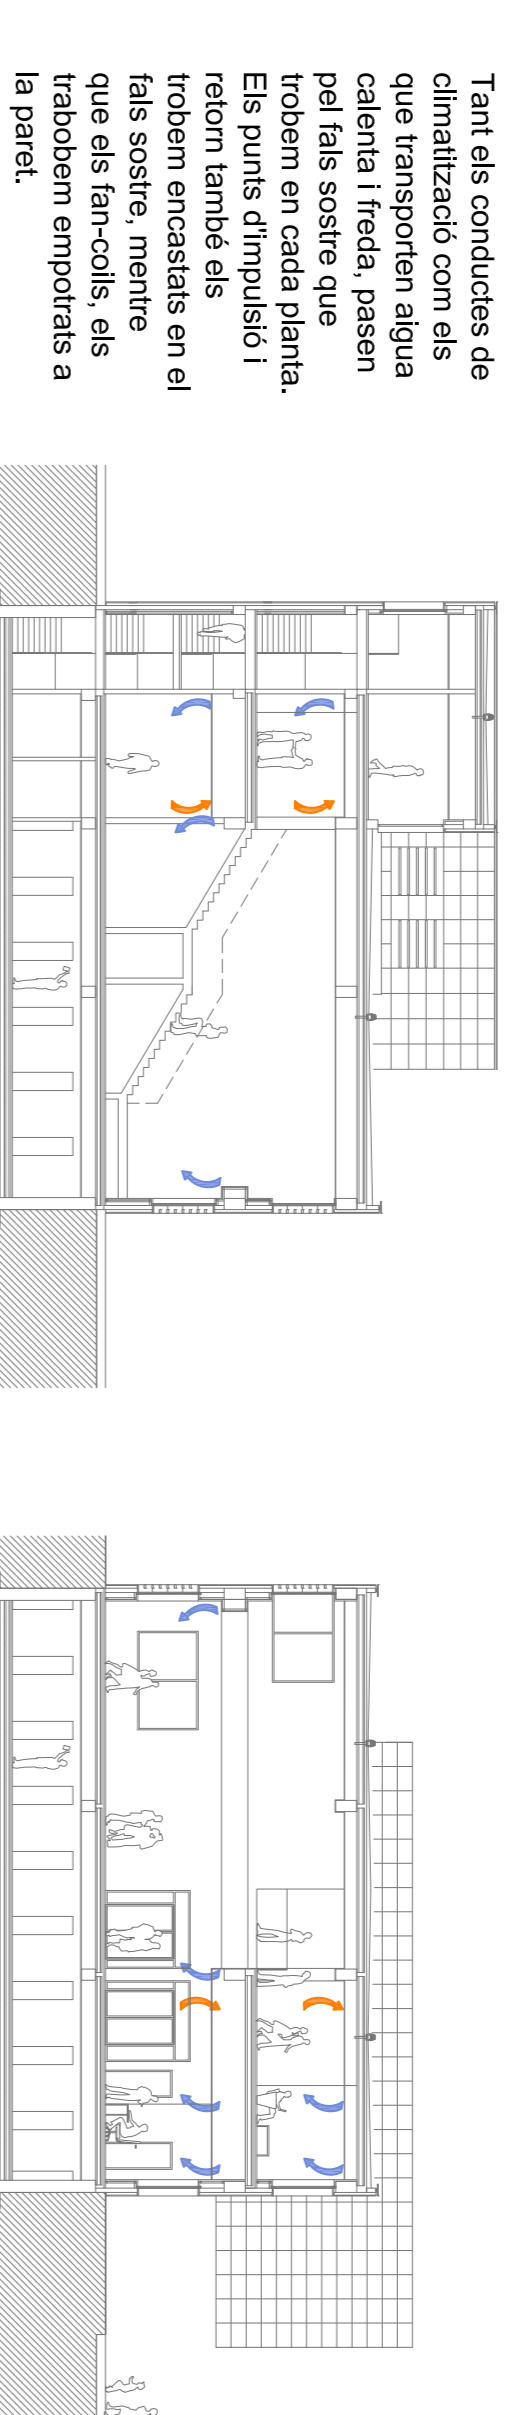 Tant els conductes de
climatització com els
que transporten aigua
calenta i freda, pasen
pel fals sostre que
trobem en cada planta.
Els punts d'impulsió i
retorn també els
trobem encastats en el
fals sostre, mentre
que els fan-coils, els
trabobem empotrats a
la paret.